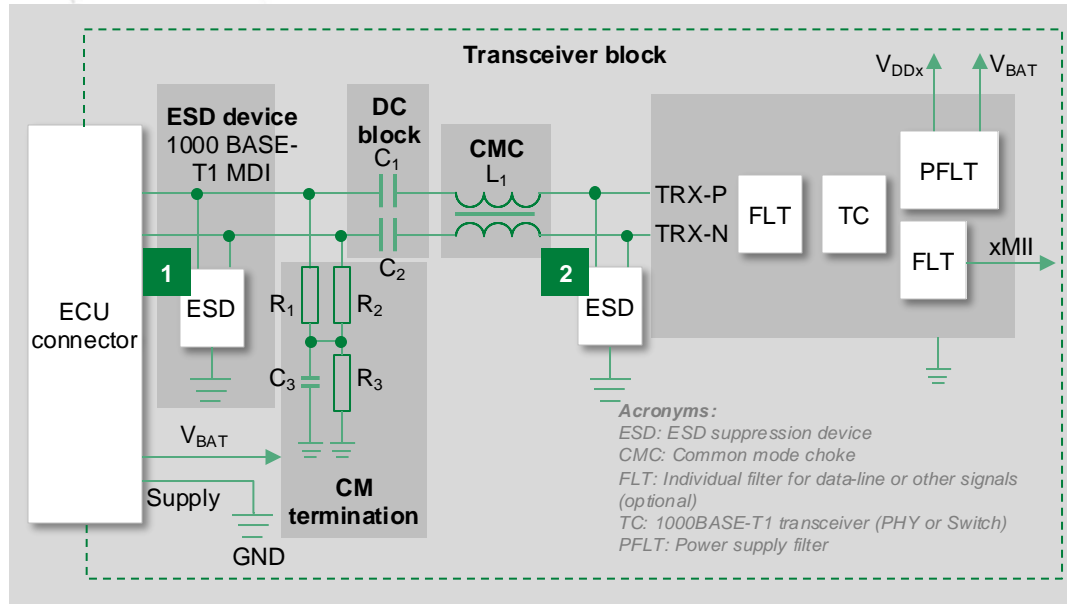 Transceiver block
ESD device
1000 BASE-
T1 MDI
DC
block
C1
C2
CMC
L1
VDDx
VBAT
PFLT
TRX-P
TRX-N
FLT
TC
FLT
xMII
1
ESD
2
ESD
ECU
connector
R1
R2
C3
R3
VBAT
Supply
GND
CM
termination
Acronyms:
ESD: ESD suppression device
CMC: Common mode choke
FLT: Individual filter for data-line or other signals
(optional)
TC: 1000BASE-T1 transceiver (PHY or Switch)
PFLT: Power supply filter